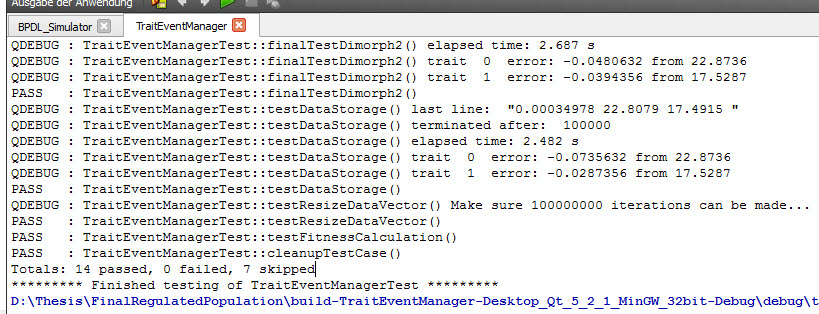 Ausgabe der Anwendung
BPDL_Simulator TraitEventManager
QDEBUG : TraitEventManagerTest::finalTestDimorph2() elapsed time: 2.687 s
QDEBUG : TraitEventManagerTest::finalTestDimorph2() trait  0  error: -0.0480632 from 22.8736
QDEBUG : TraitEventManagerTest::finalTestDimorph2() trait  1  error: -0.0394356 from 17.5287
PASS   : TraitEventManagerTest::finalTestDimorph2()
QDEBUG : TraitEventManagerTest::testDataStorage() last line:  "0.00034978 22.8079 17.4915 "
QDEBUG : TraitEventManagerTest::testDataStorage() terminated after:  100000
QDEBUG : TraitEventManagerTest::testDataStorage() elapsed time: 2.482 s
QDEBUG : TraitEventManagerTest::testDataStorage() trait  0  error: -0.0735632 from 22.8736
QDEBUG : TraitEventManagerTest::testDataStorage() trait  1  error: -0.0287356 from 17.5287
PASS   : TraitEventManagerTest::testDataStorage()
QDEBUG : TraitEventManagerTest::testResizeDataVector() Make sure 100000000 iterations can be made...
PASS   : TraitEventManagerTest::testResizeDataVector()
PASS   : TraitEventManagerTest::testFitnessCalculation()
PASS   : TraitEventManagerTest::cleanupTestCase()
Totals: 14 passed, 0 failed, 7 skipped
********* Finished testing of TraitEventManagerTest *********
D:\Thesis\FinalRegulatedPopulation\build-TraitEventManager-Desktop_Qt_5_2_1_MinGW_32bit-Debug\debug\t